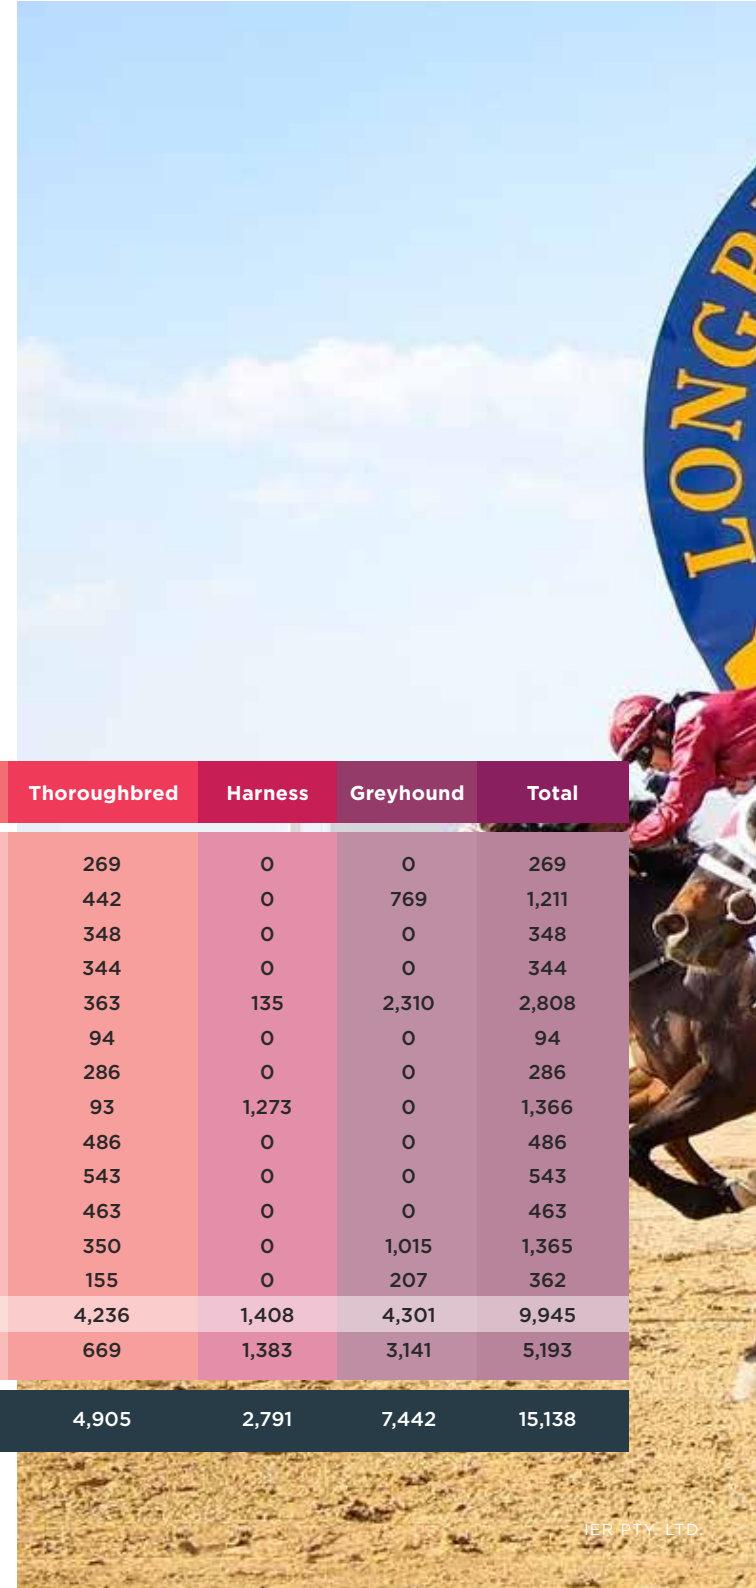 LONG
Thoroughbred Harness Greyhound Total
269 0 0 269
442 0 769 1,211
348 0 0 348
344 0 0 344
363 135 2,310 2,808
94 0 0 94
286 0 0 286
93 1,273 0 1,366
486 0 0 486
543 0 0 543
463 0 0 463
350 0 1,015 1,365
155 0 207 362
4,236 1,408 4,301 9,945
669 1,383 3,141 5,193
4,905 2,791 7,442 15,138
IER PTY. LTD.